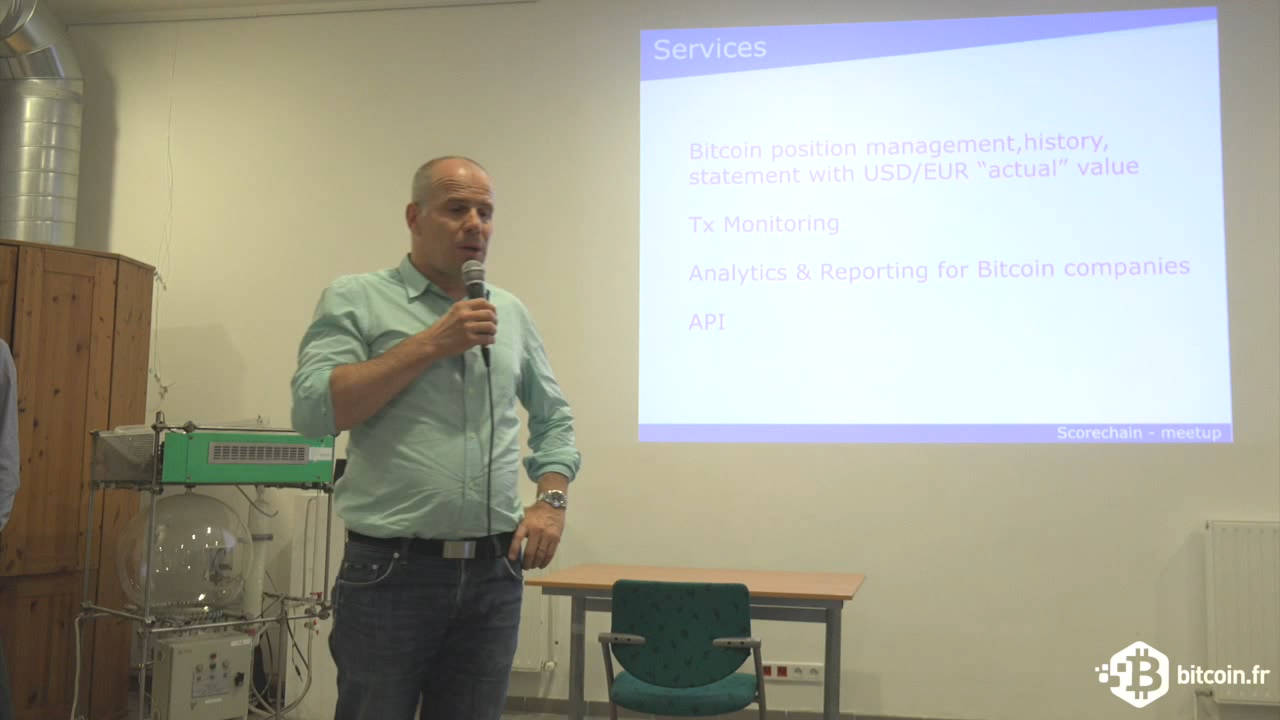 Services
Bitcoin position management,history,
statement with USD/EUR “actual” value
Tx Monitoring
Analytics & Reporting for Bitcoin companies
API
Scorechain - meetup
bitcoin.fr